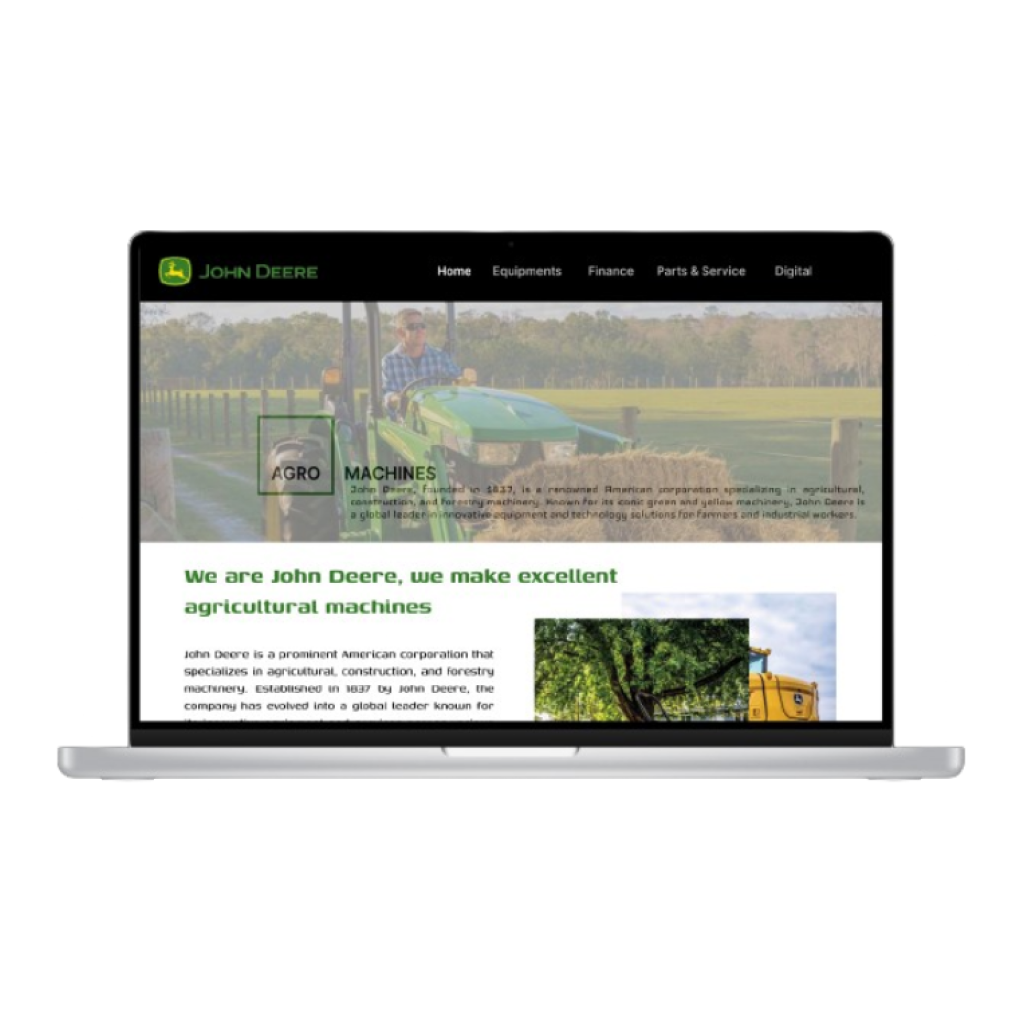 JOHN DEERE
Home Equipments Finance Parts & Service Digital
AGRO MACHINES
John Deere, founded in 1837, is a renowned American corporation specializing in agricultural,
construction, and forestry machinery. Known for its iconic green and yellow machinery, John Deere is
a global leader in innovative equipment and technology solutions for farmers and industrial workers.
We are John Deere, we make excellent
agricultural machines
John Deere is a prominent American corporation that
specializes in agricultural, construction, and forestry
machinery. Established in 1837 by John Deere, the
company has evolved into a global leader known for